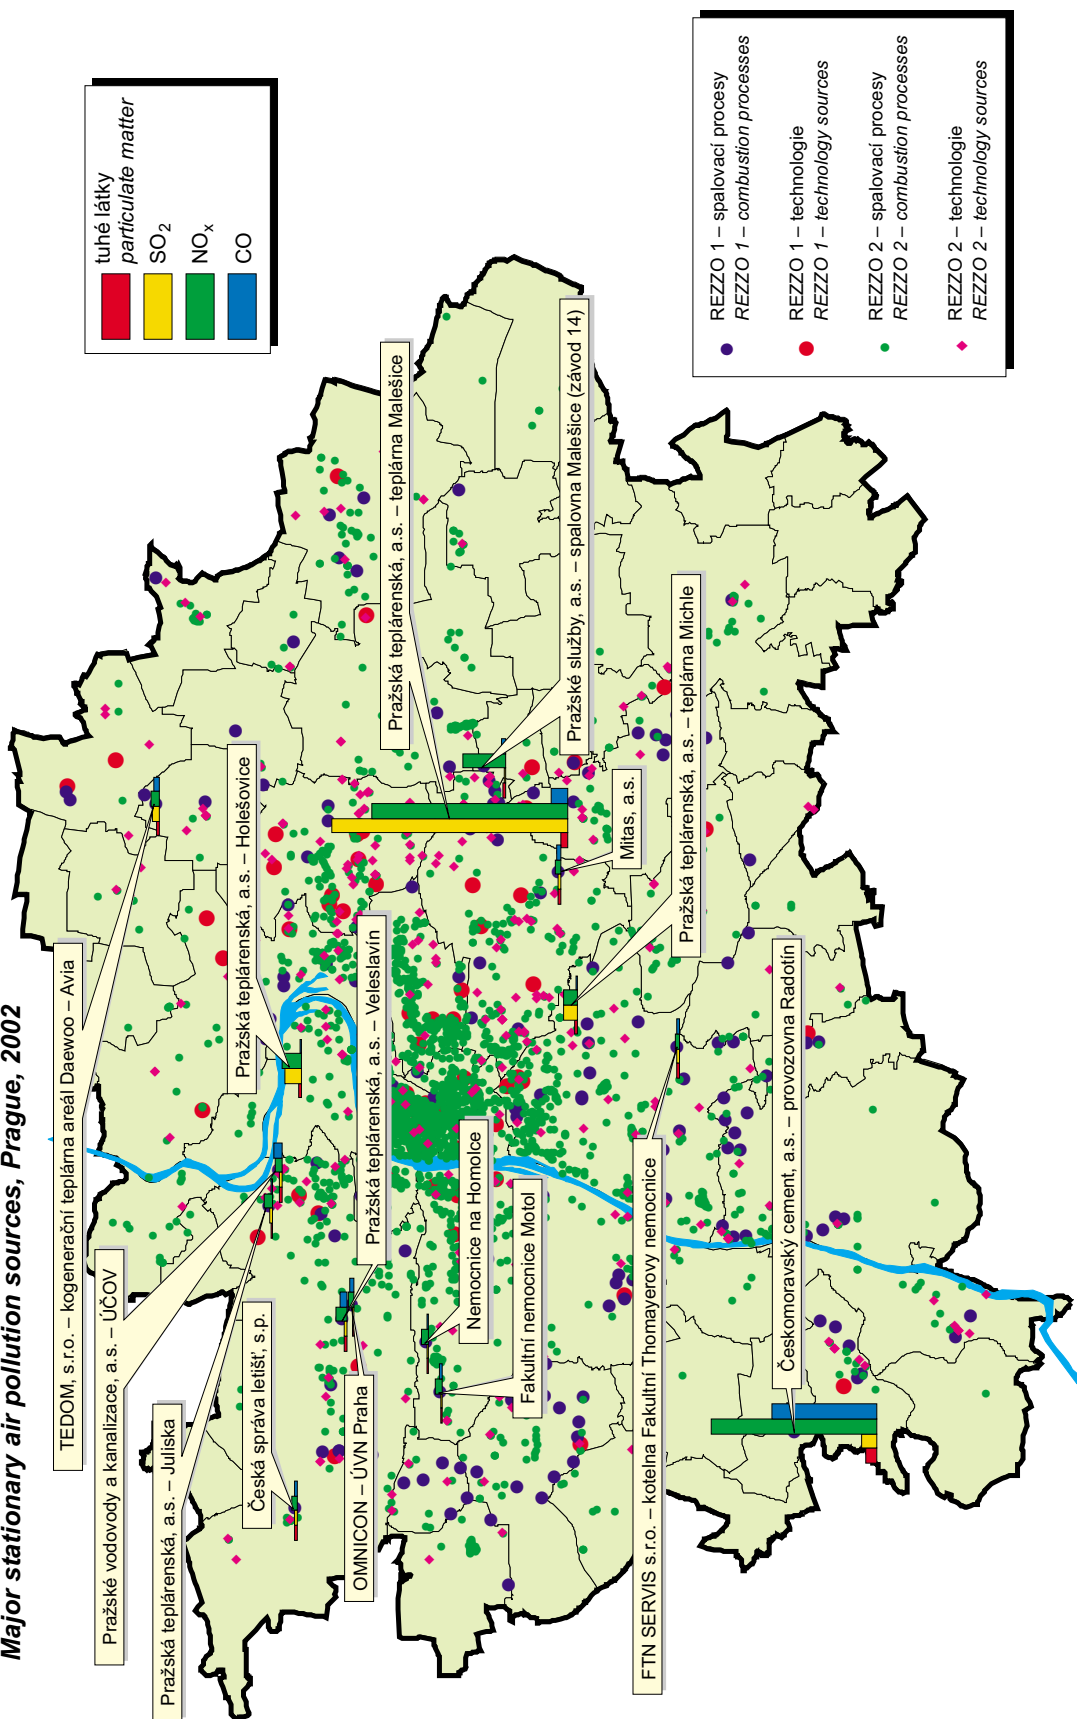 Major stationary air pollution sources, Prague, 2002
tuhé látky
particulate matter
SO2
NOx
CO
TEDOM, s.r.o. – kogenerační teplárna areál Daewoo – Avia
Pražské vodovody a kanalizace, a.s. – ÚČOV
Pražská teplárenská, a.s. – Juliska
Pražská teplárenská, a.s. – Holešovice
Česká správa letišť, s.p.
OMNICON – ÚVN Praha
Pražská teplárenská, a.s. – Veleslavín
Pražská teplárenská, a.s. – teplárna Malešice
Nemocnice na Homolce
Fakultní nemocnice Motol
Pražské služby, a.s. – spalovna Malešice (závod 14)
Mitas, a.s
FTN SERVIS s.r.o. – kotelna Fakultní Thomayerovy nemocnice
Pražská teplárenská, a.s. – teplárna Michle
Českomoravský cement, a.s. – provozovna Radotín
REZZO 1 – spalovací procesy
REZZO 1 – combustion processes
REZZO 1 – technologie
REZZO 1 – technology sources
REZZO 2 – spalovací procesy
REZZO 2 – combustion processes
REZZO 2 – technologie
REZZO 2 – technology sources